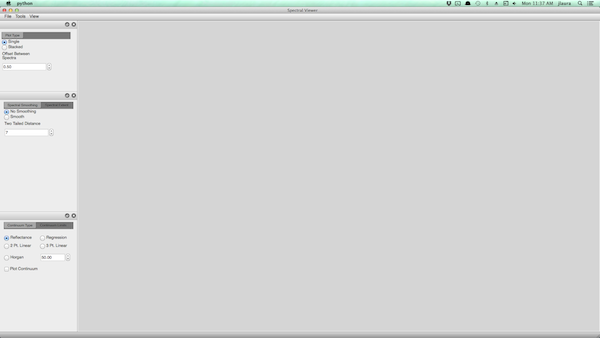 python
Mon 11:37 AM jlaura
Spectral Viewer
File Tools View
Plot Type
Single
Stacked
Offset Between
Spectra
0.50
Spectral Smoothing
No Smoothing
Smooth
Two Tailed Distance
7
Continuum Type
Reflectance
Regression
2 Pt. Linear
3 Pt. Linear
Horgan
50.00
Plot Continuum